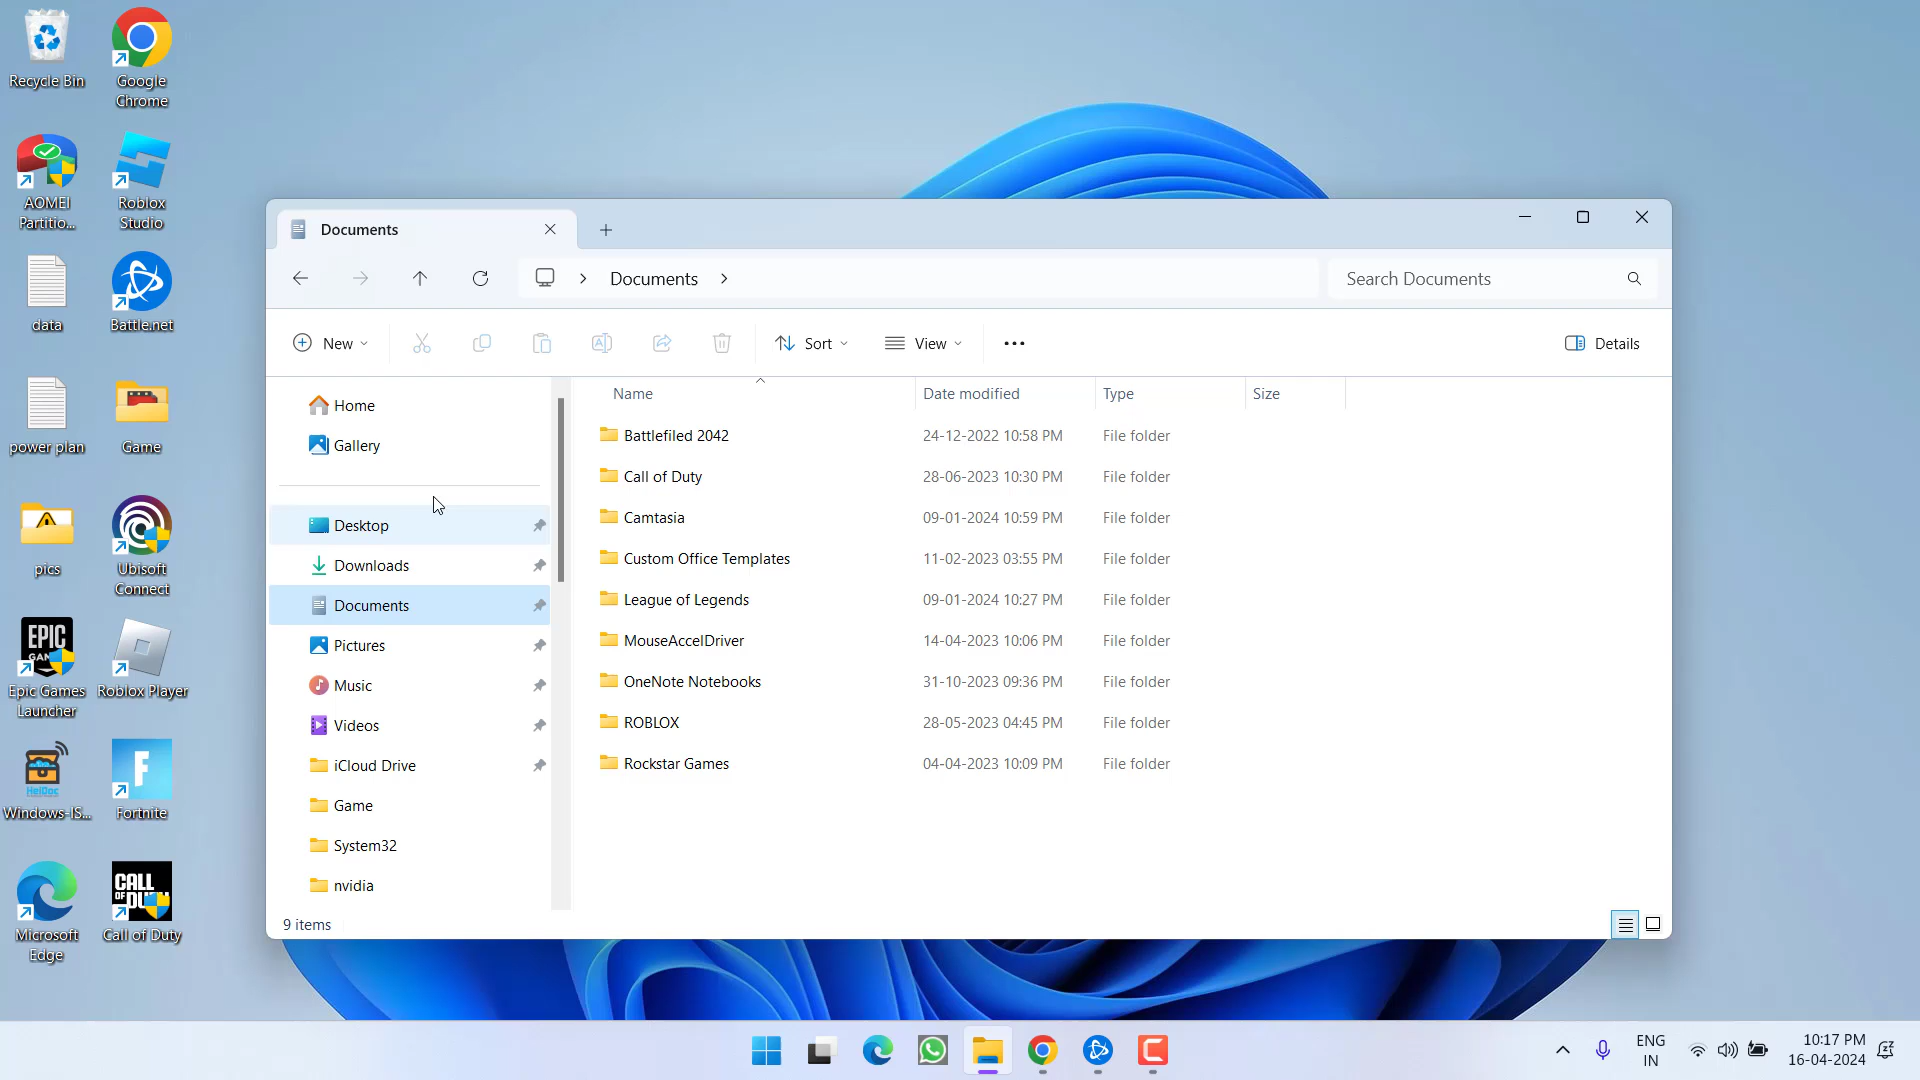 Recycle Bin
Google
Chrome
AOMEI
Partitio...
Roblox
Studio
data
Battle.net
power plan
Game
pics
Ubisoft
Connect
EPIC
GAMES
Epic Games
Launcher
Roblox Player
HeiDoc
Windows-IS...
Fortnite
Microsoft
Edge
CALL
OF DUTY
Call of Duty
Documents
Documents
Search Documents
New
Sort
View
Details
Home
Gallery
Desktop
Downloads
Documents
Pictures
Music
Videos
iCloud Drive
Game
System32
nvidia
Name Date modified Type Size
Battlefiled 2042 24-12-2022 10:58 PM File folder
Call of Duty 28-06-2023 10:30 PM File folder
Camtasia 09-01-2024 10:59 PM File folder
Custom Office Templates 11-02-2023 03:55 PM File folder
League of Legends 09-01-2024 10:27 PM File folder
MouseAccelDriver 14-04-2023 10:06 PM File folder
OneNote Notebooks 31-10-2023 09:36 PM File folder
ROBLOX 28-05-2023 04:45 PM File folder
Rockstar Games 04-04-2023 10:09 PM File folder
9 items
ENG
IN
10:17 PM
16-04-2024